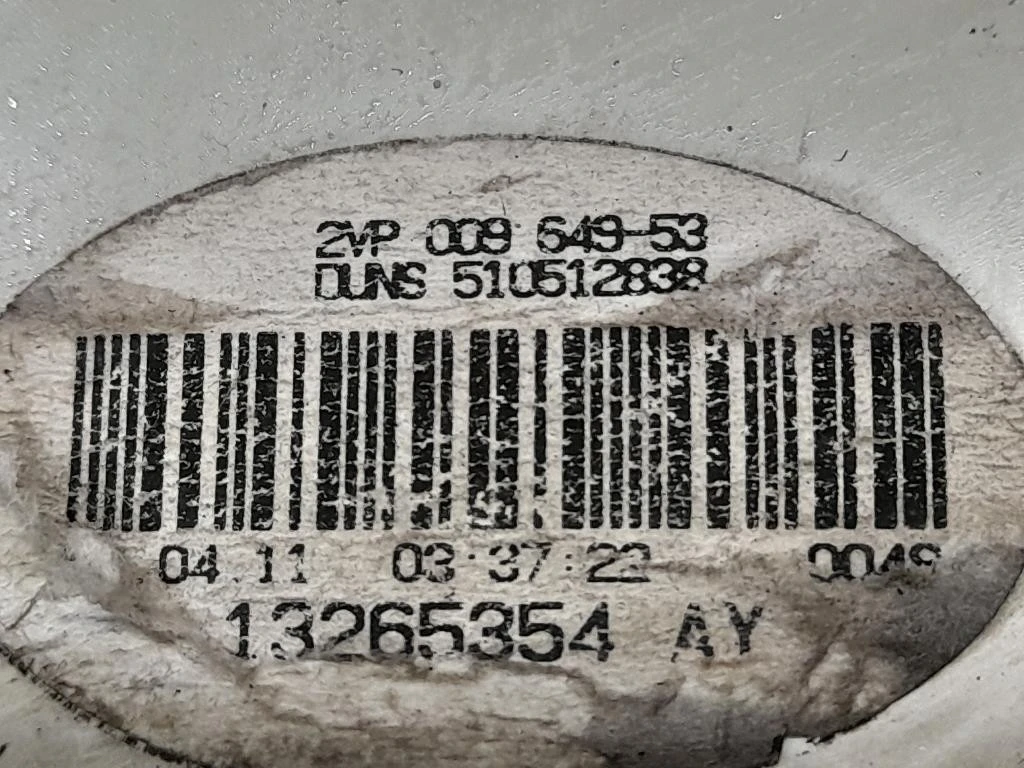 2VP 009 649-53
DUNS 510512838
04.11 03:37:22 0049
13265354 AY